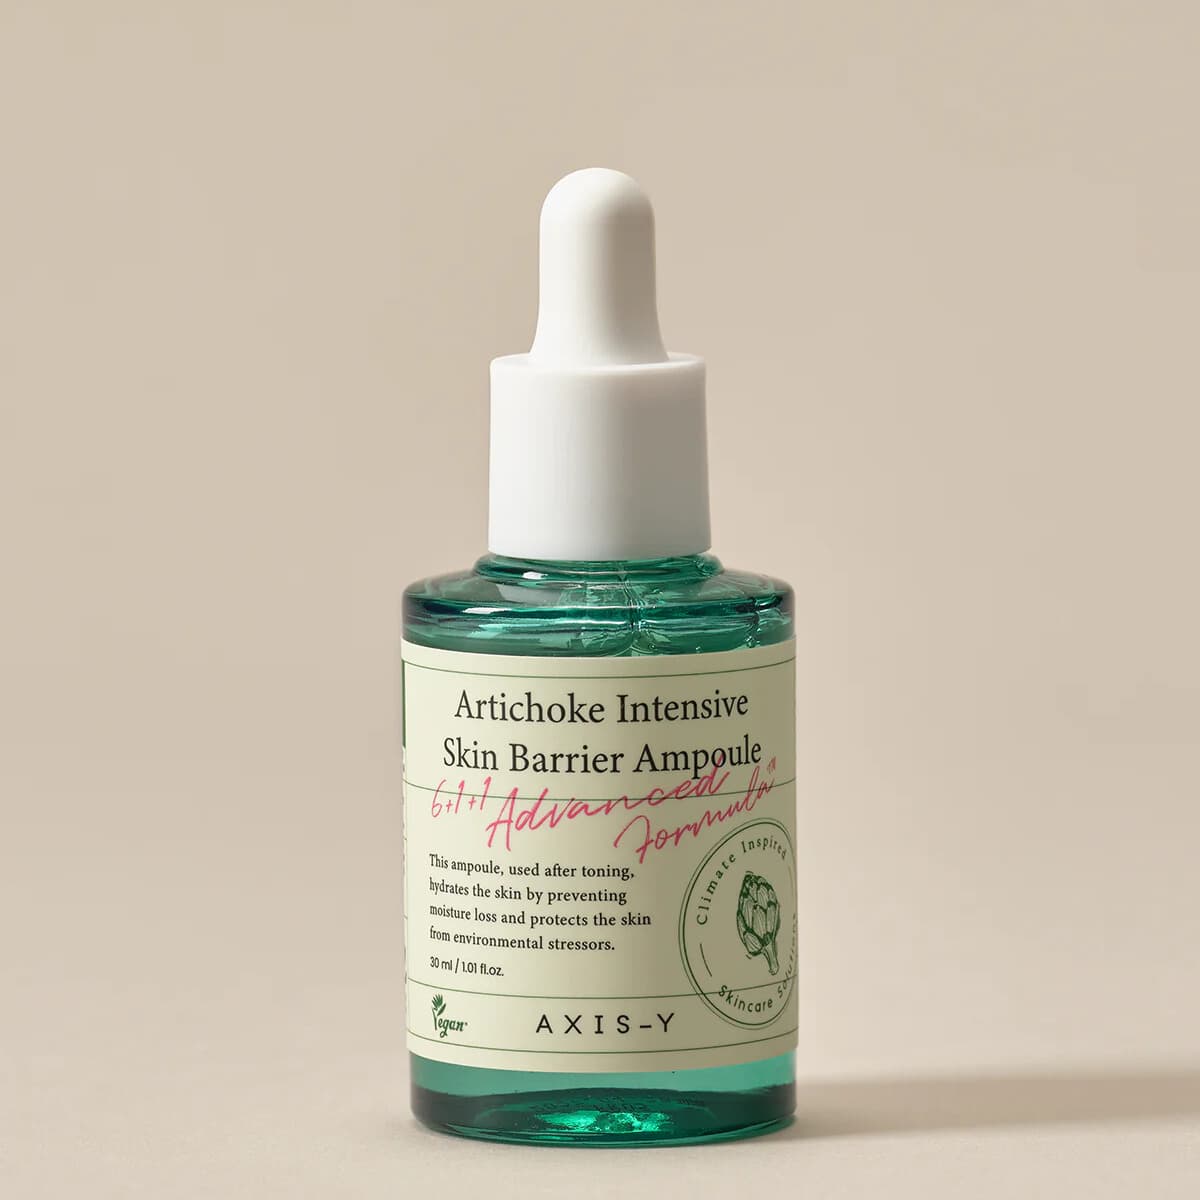 Artichoke Intensive
Skin Barrier Ampoule
6+1+1 Advanced
Formula™
This ampoule, used after toning,
hydrates the skin by preventing
moisture loss and protects the skin
from environmental stressors.
30 ml / 1.01 fl.oz.
Climate Inspired
Skincare Solutions
Vegan
AXIS-Y